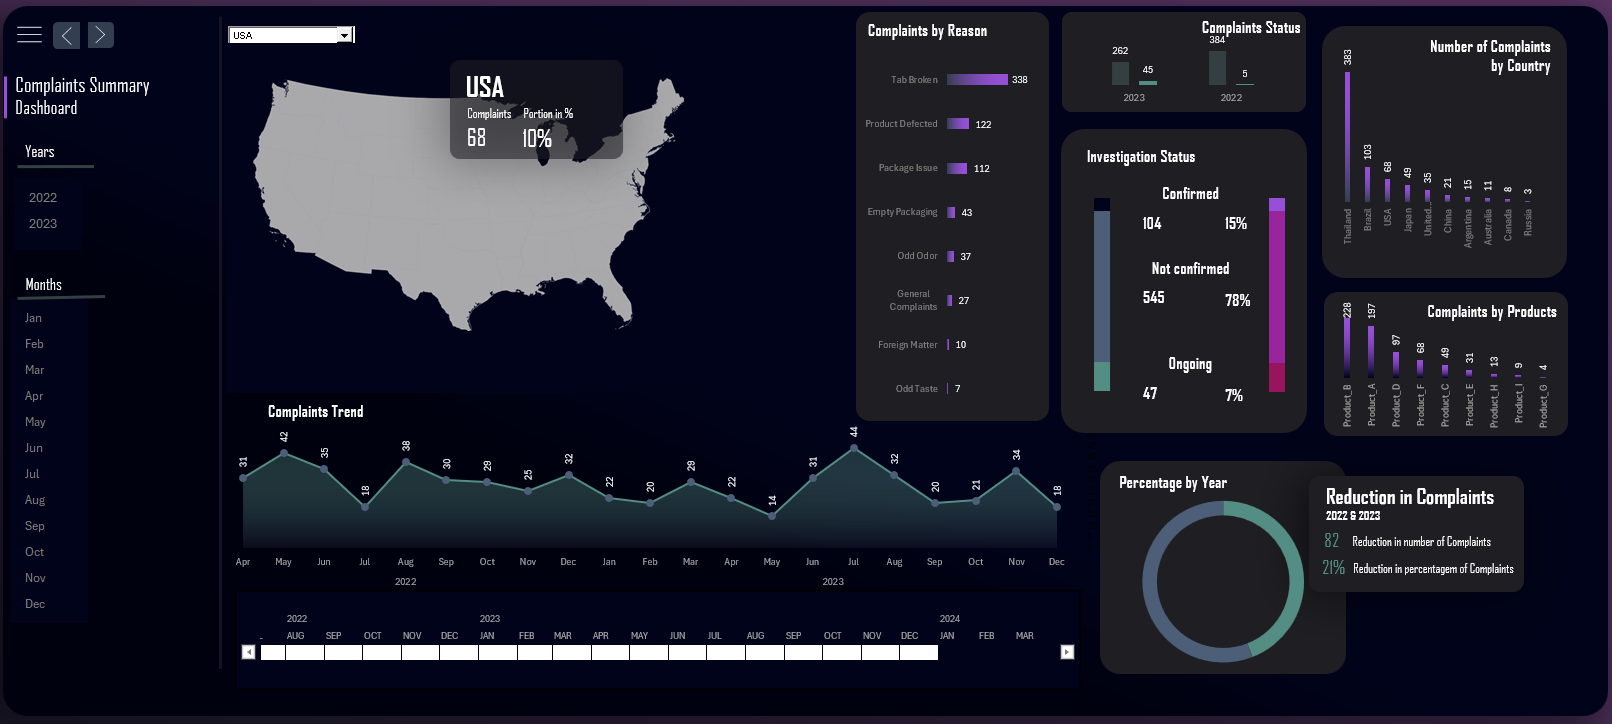 Complaints Summary
Dashboard
Years
2022
2023
Months
Jan
Feb
Mar
Apr
May
Jun
Jul
Aug
Sep
Oct
Nov
Dec
USA
USA
Complaints Portion in %
68 10%
Complaints by Reason
Tab Broken 338
Product Defected 122
Package Issue 112
Empty Packaging 43
Odd Odor 37
General
Complaints 27
Foreign Matter 10
Odd Taste 7
Complaints Status
262 45 384 5
2023 2022
Investigation Status
Confirmed
104 15%
Not confirmed
545 78%
Ongoing
47 7%
Number of Complaints
by Country
383 103 68 49 35 21 15 11 8 3
Thailand Brazil USA Japan United... China Argentina Australia Canada Russia
Complaints by Products
228 197 97 68 49 31 13 9 4
Product_B Product_A Product_D Product_F Product_C Product_E Product_H Product_I Product_G
Complaints Trend
31 42 35 18 38 30 29 25 32 22 20 29 22 14 31 44 32 20 21 34 18
Apr May Jun Jul Aug Sep Oct Nov Dec Jan Feb Mar Apr May Jun Jul Aug Sep Oct Nov Dec
2022 2023
2022 2023 2024
AUG SEP OCT NOV DEC JAN FEB MAR APR MAY JUN JUL AUG SEP OCT NOV DEC JAN FEB MAR
Percentage by Year
Reduction in Complaints
2022 & 2023
82 Reduction in number of Complaints
21% Reduction in percentagem of Complaints